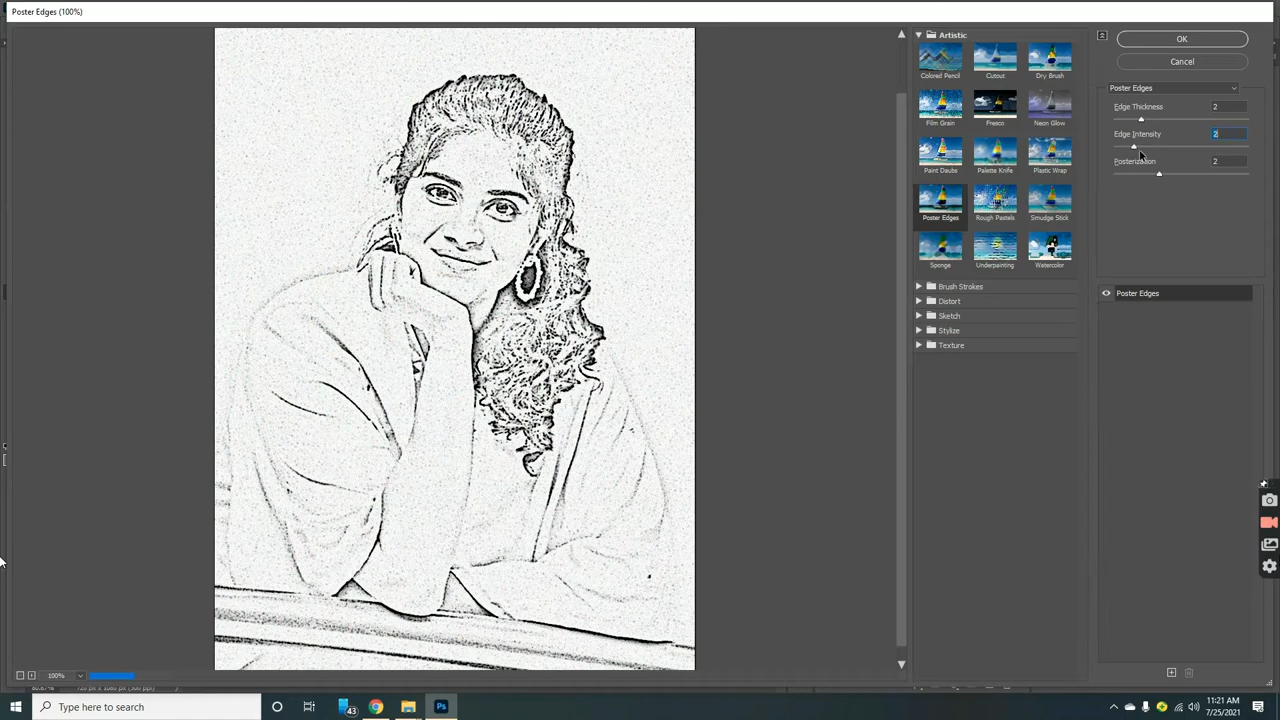 Poster Edges (100%)
Artistic
Colored Pencil
Cutout
Dry Brush
Film Grain
Fresco
Neon Glow
Paint Daubs
Palette Knife
Plastic Wrap
Poster Edges
Rough Pastels
Smudge Stick
Sponge
Underpainting
Watercolor
Brush Strokes
Distort
Sketch
Stylize
Texture
OK
Cancel
Poster Edges
Edge Thickness 2
Edge Intensity 2
Posterization 2
Poster Edges
100%
Type here to search
43
Ps
11:21 AM
7/25/2021